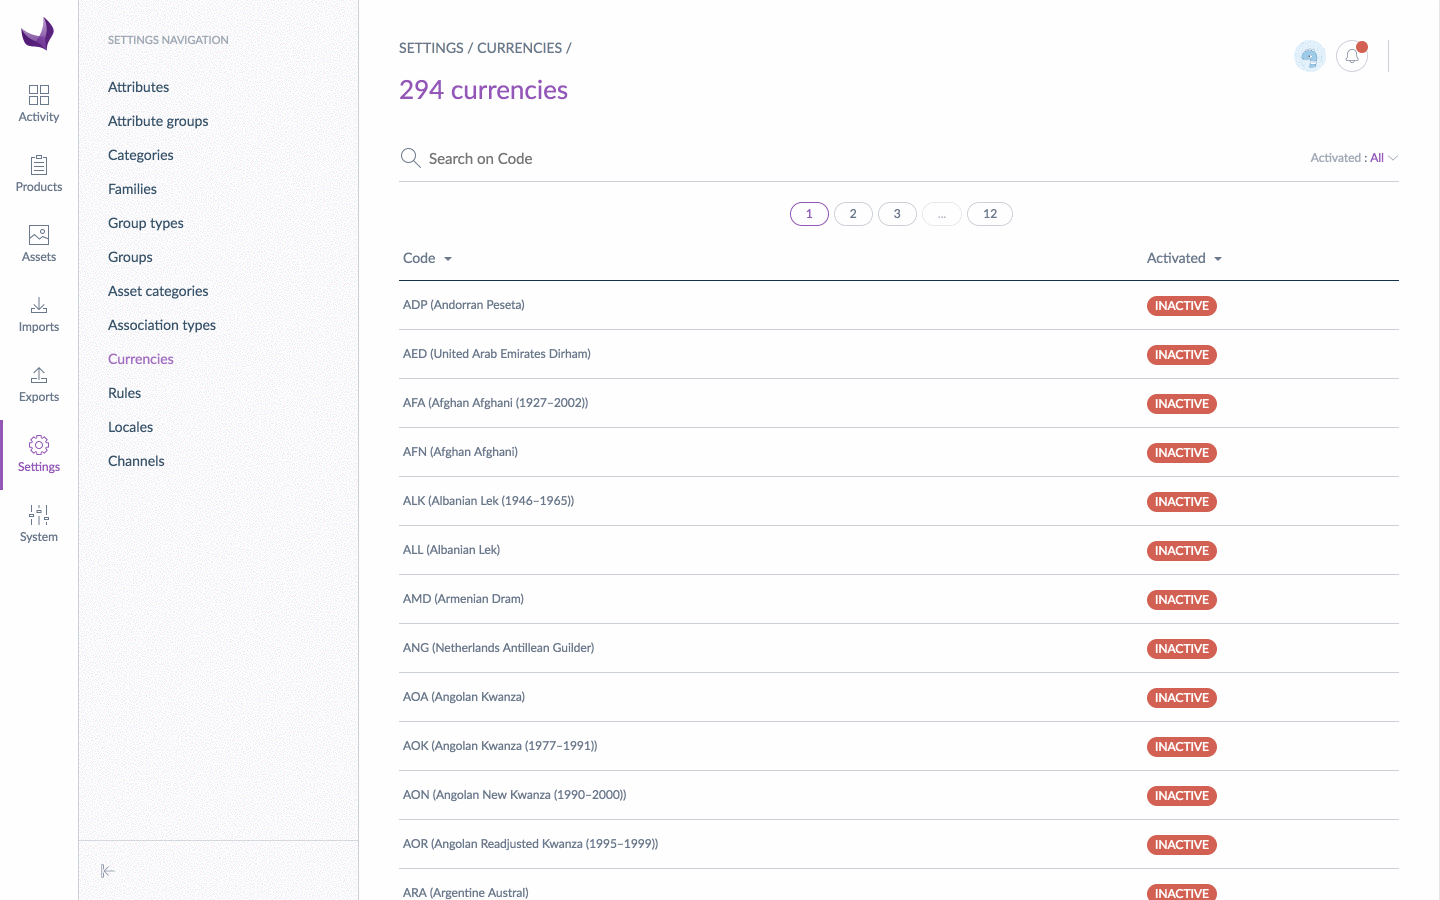 Activity
Products
Assets
Imports
Exports
Settings
System
SETTINGS NAVIGATION
Attributes
Attribute groups
Categories
Families
Group types
Groups
Asset categories
Association types
Currencies
Rules
Locales
Channels
SETTINGS / CURRENCIES /
294 currencies
Search on Code
Activated : All
1 2 3 ... 12
Code Activated
ADP (Andorran Peseta) INACTIVE
AED (United Arab Emirates Dirham) INACTIVE
AFA (Afghan Afghani (1927–2002)) INACTIVE
AFN (Afghan Afghani) INACTIVE
ALK (Albanian Lek (1946–1965)) INACTIVE
ALL (Albanian Lek) INACTIVE
AMD (Armenian Dram) INACTIVE
ANG (Netherlands Antillean Guilder) INACTIVE
AOA (Angolan Kwanza) INACTIVE
AOK (Angolan Kwanza (1977–1991)) INACTIVE
AON (Angolan New Kwanza (1990–2000)) INACTIVE
AOR (Angolan Readjusted Kwanza (1995–1999)) INACTIVE
ARA (Argentine Austral) INACTIVE